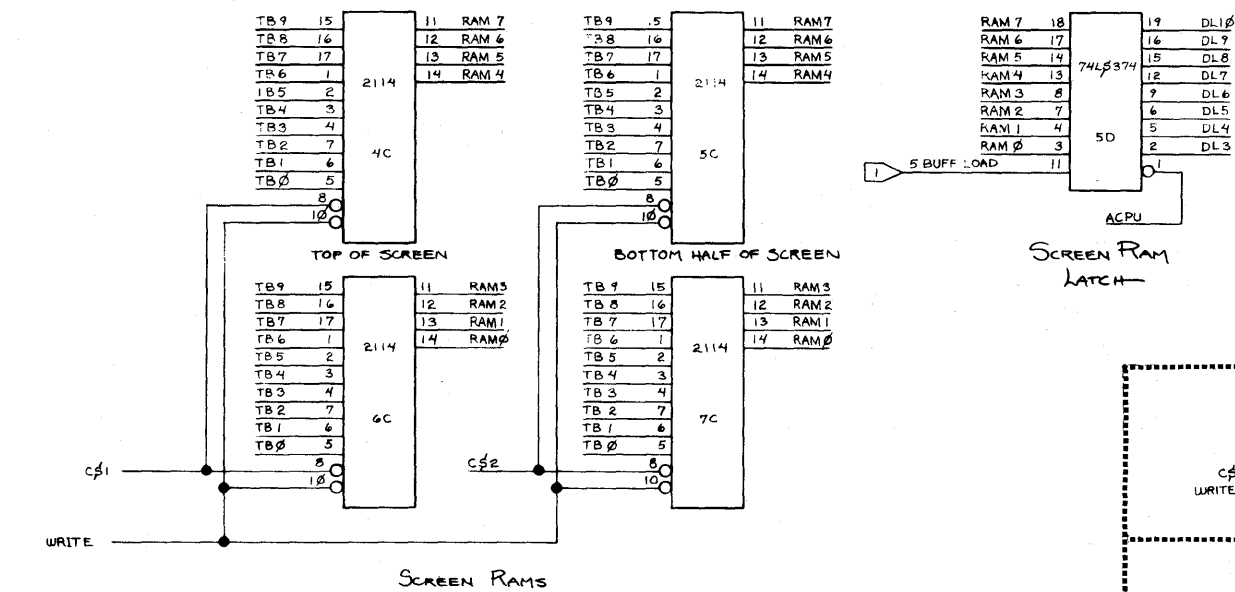 TB9 15 11 RAM 7
TB8 16 12 RAM 6
TB7 17 13 RAM 5
TB6 1 14 RAM 4
TB5 2
TB4 3
TB3 4
TB2 7
TB1 6
TBØ 5
8
1Ø
2114
4C
TOP OF SCREEN
TB9 .5 11 RAM7
TB8 16 12 RAM6
TB7 17 13 RAM5
TB6 1 14 RAM4
TB5 2
TB4 3
TB3 4
TB2 7
TB1 6
TBØ 5
8
1Ø
2114
5C
BOTTOM HALF OF SCREEN
RAM 7 18 19 DL1Ø
RAM 6 17 16 DL9
RAM 5 14 15 DL8
RAM 4 13 12 DL7
RAM 3 8 9 DL6
RAM 2 7 6 DL5
RAM 1 4 5 DL4
RAM Ø 3 2 DL3
1 5 BUFF LOAD 11 1
74L$374
5D
ACPU
SCREEN RAM
LATCH
TB9 15 11 RAM3
TB8 16 12 RAM2
TB7 17 13 RAM1
TB6 1 14 RAMØ
TB5 2
TB4 3
TB3 4
TB2 7
TB1 6
TBØ 5
8
1Ø
2114
6C
TB9 15 11 RAM3
TB8 16 12 RAM2
TB7 17 13 RAM1
TB6 1 14 RAMØ
TB5 2
TB4 3
TB3 4
TB2 7
TB1 6
TBØ 5
8
10
2114
7C
C$1
C$2
WRITE
SCREEN RAMS
C$
WRITE